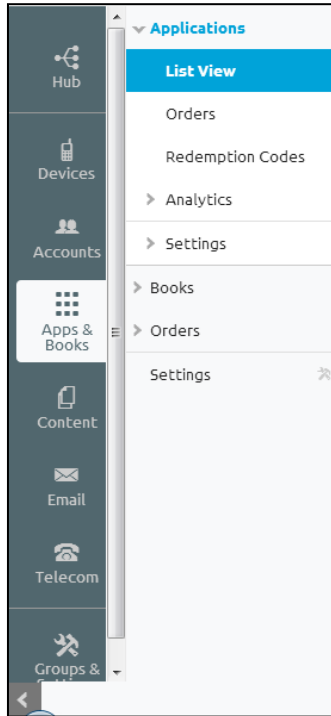 Hub
Devices
Accounts
Apps &
Books
Content
Email
Telecom
Groups &
Applications
List View
Orders
Redemption Codes
Analytics
Settings
Books
Orders
Settings